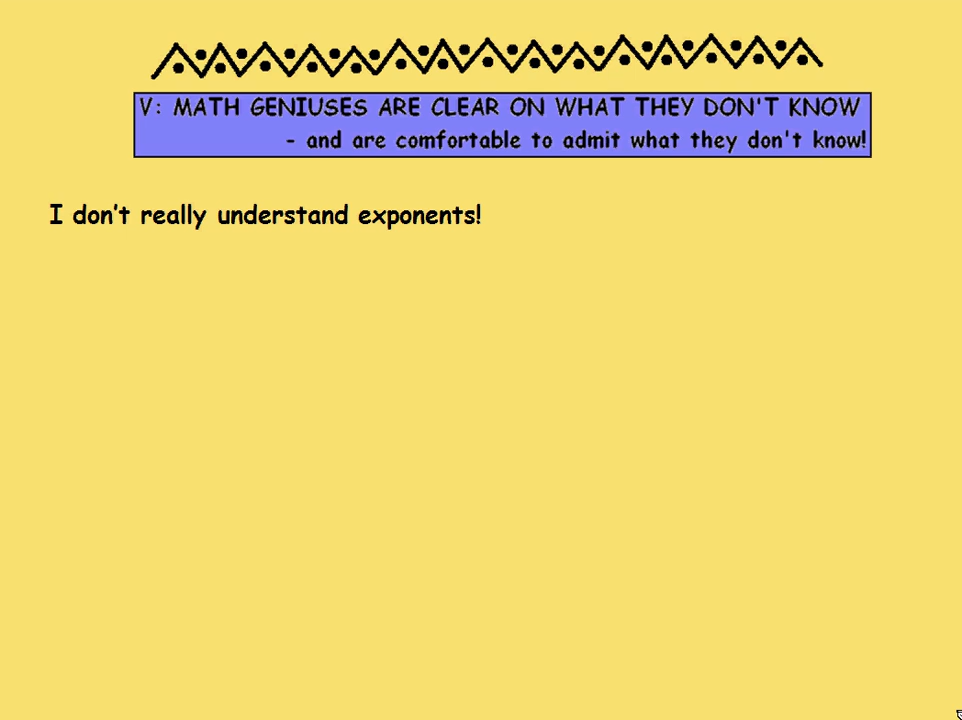 V: MATH GENIUSES ARE CLEAR ON WHAT THEY DON'T KNOW
- and are comfortable to admit what they don't know!
I don't really understand exponents!